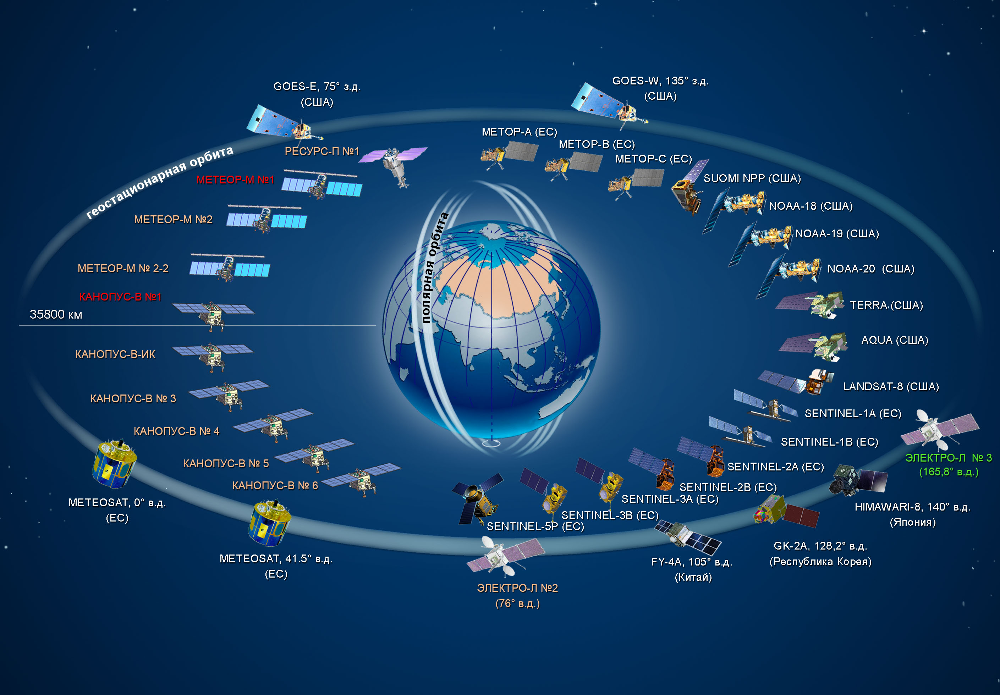 GOES-E, 75° з.д.
(США)
GOES-W, 135° з.д.
(США)
геостационарная орбита
РЕСУРС-П №1
МЕТЕОР-М №1
МЕТЕОР-М №2
МЕТЕОР-М № 2-2
КАНОПУС-В №1
35800 км
КАНОПУС-В-ИК
КАНОПУС-В № 3
КАНОПУС-В № 4
КАНОПУС-В № 5
КАНОПУС-В № 6
полярная орбита
METOP-A (ЕС)
METOP-B (ЕС)
METOP-C (ЕС)
SUOMI NPP (США)
NOAA-18 (США)
NOAA-19 (США)
NOAA-20 (США)
TERRA (США)
AQUA (США)
LANDSAT-8 (США)
SENTINEL-1A (ЕС)
SENTINEL-1B (ЕС)
SENTINEL-2A (ЕС)
SENTINEL-2B (ЕС)
SENTINEL-3A (ЕС)
SENTINEL-3B (ЕС)
SENTINEL-5P (ЕС)
METEOSAT, 0° в.д.
(ЕС)
METEOSAT, 41.5° в.д.
(ЕС)
ЭЛЕКТРО-Л №2
(76° в.д.)
FY-4A, 105° в.д.
(Китай)
GK-2A, 128,2° в.д.
(Республика Корея)
HIMAWARI-8, 140° в.д.
(Япония)
ЭЛЕКТРО-Л № 3
(165,8° в.д.)